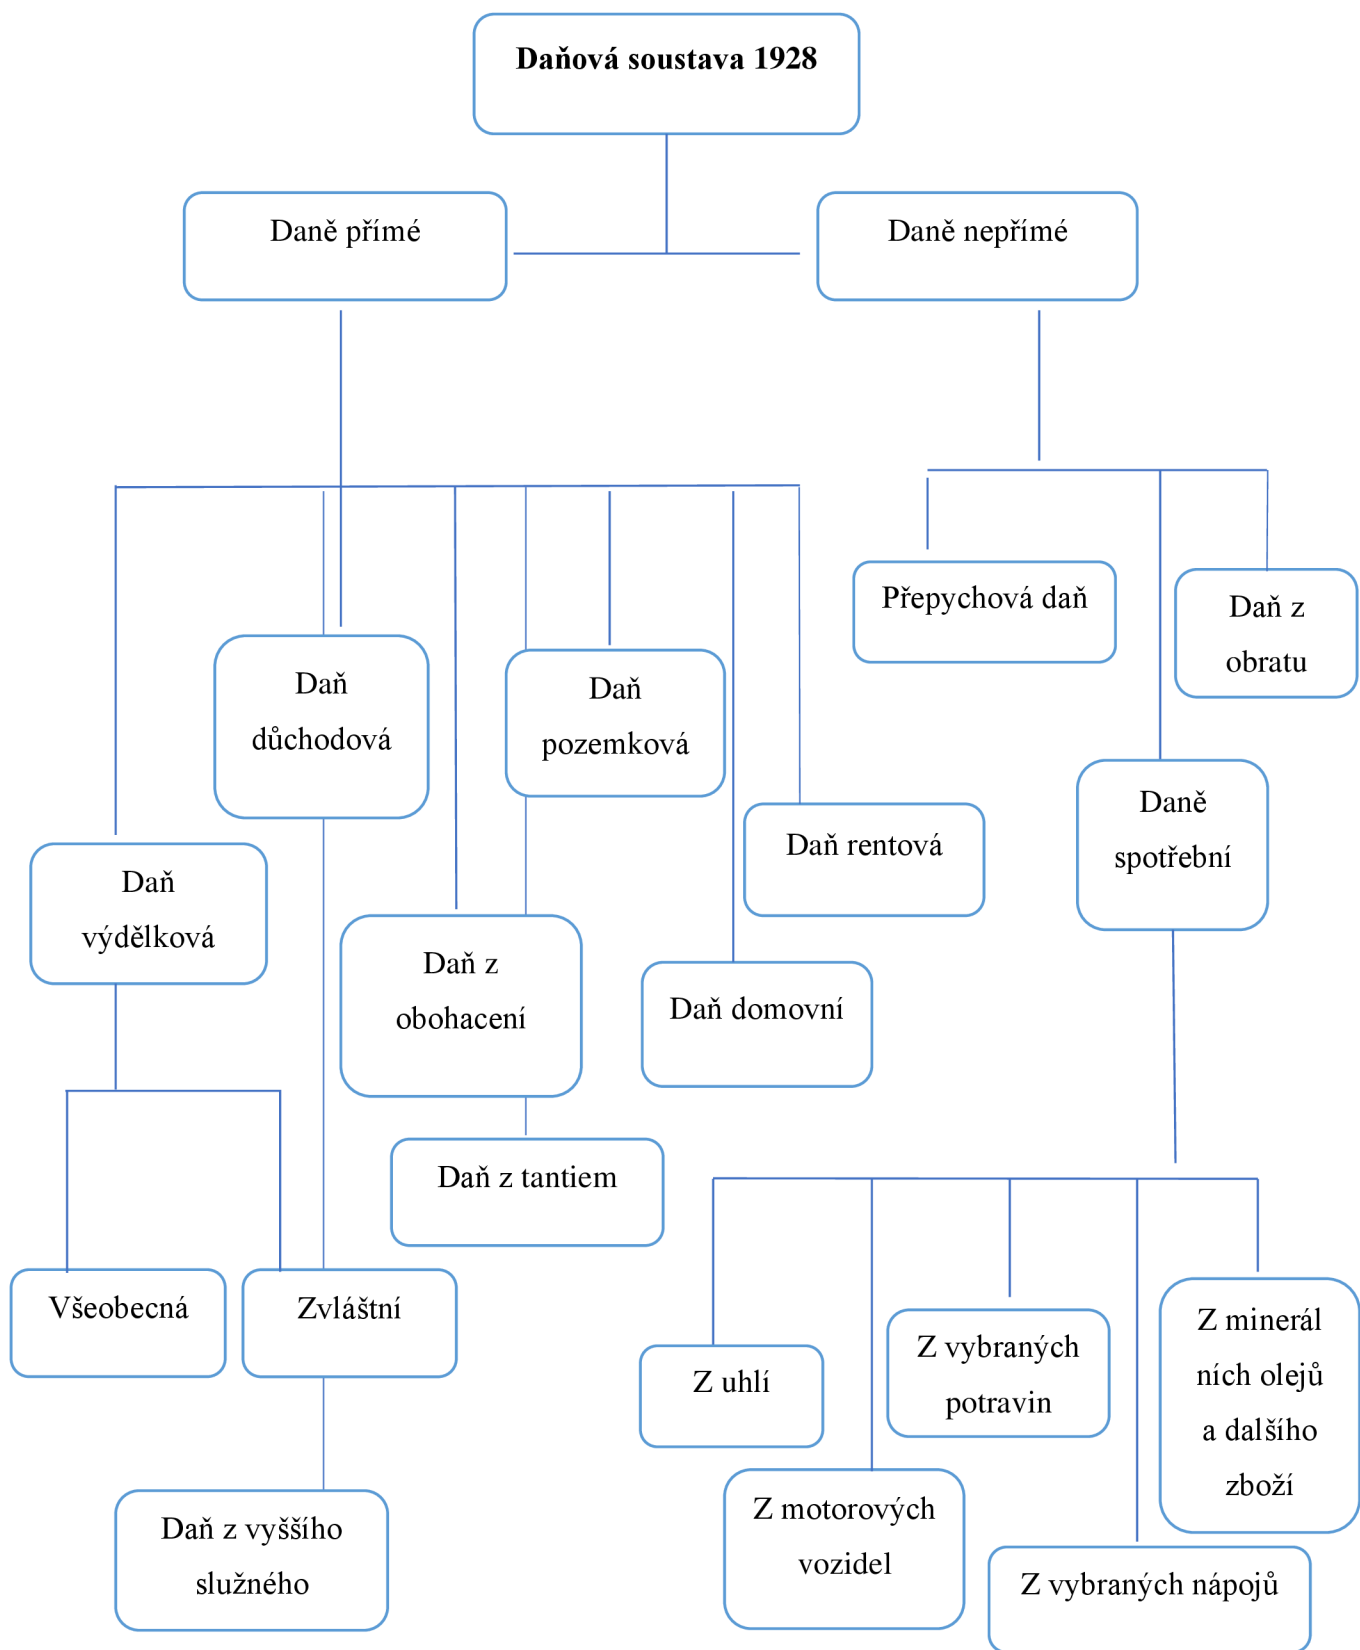 Daňová soustava 1928
Daně přímé
Daně nepřímé
Přepychová daň
Daň z
obratu
Daň
důchodová
Daň
pozemková
Daně
spotřební
Daň rentová
Daň
výdělková
Daň z
obohacení
Daň domovní
Daň z tantiem
Všeobecná
Zvláštní
Z uhlí
Z vybraných
potravin
Z minerál
ních olejů
a dalšího
zboží
Daň z vyššího
služného
Z motorových
vozidel
Z vybraných nápojů